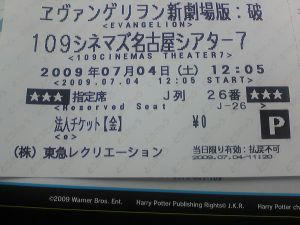 ヱヴァンゲリヲン新劇場版：破
<EVANGELION>
109シネマズ名古屋シアター7
<109CINEMAS THEATER7>
2009年07月04日(土) 12:05
<2009.07.04 12:05 START>
★★★ 指定席 J列 26番 ★★★
<Reserved Seat J-26 >
法人チケット【金】 ¥0 P
<e>
(株) 東急レクリエーション
当日限り有効：払戻不可
2009.07.04-11:20
©2009 Warner Bros. Ent. Harry Potter Publishing Rights ©J.K.R. Harry Potter cha